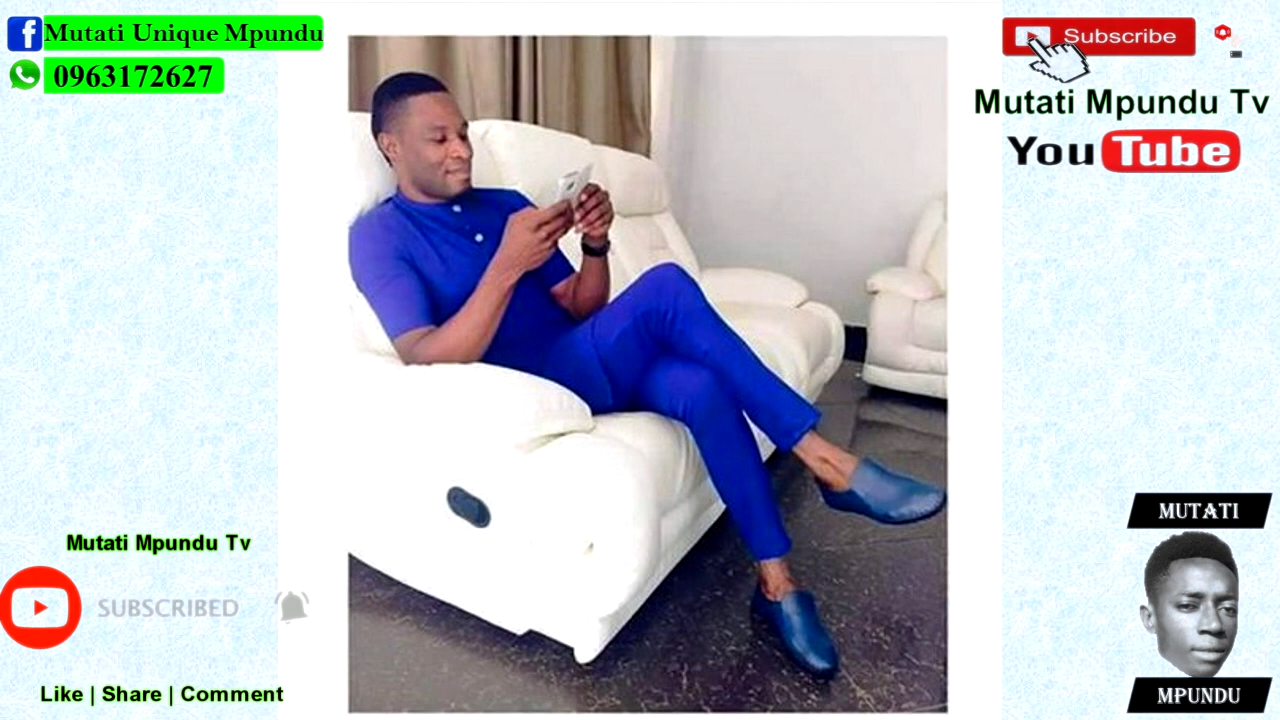 Mutati Unique Mpundu
0963172627
Subscribe
Mutati Mpundu Tv
YouTube
Mutati Mpundu Tv
SUBSCRIBED
Like | Share | Comment
MUTATI
MPUNDU